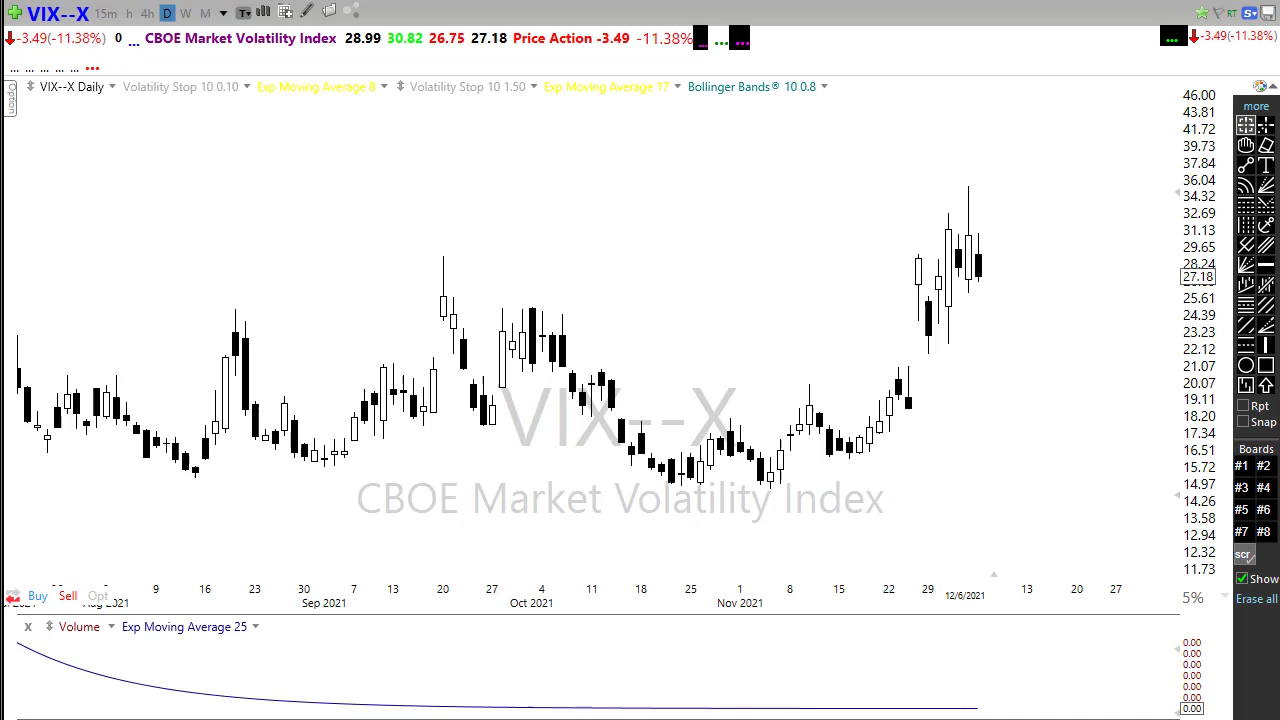 VIX--X 15m h 4h D W M T RT S
-3.49(-11.38%) 0 ... CBOE Market Volatility Index 28.99 30.82 26.75 27.18 Price Action -3.49 -11.38% ... ... ... ... -3.49(-11.38%)
... ... ... ... ... ...
Option VIX--X Daily Volatility Stop 10 0.10 Exp Moving Average 8 Volatility Stop 10 1.50 Exp Moving Average 17 Bollinger Bands® 10 0.8
46.00
43.81
41.72
39.73
37.84
36.04
34.32
32.69
31.13
29.65
28.24
27.18
25.61
24.39
23.23
22.12
21.07
20.07
19.11
18.20
17.34
16.51
15.72
14.97
14.26
13.58
12.94
12.32
11.73
VIX--X
CBOE Market Volatility Index
more
T
Rpt
Snap
Boards
#1 #2
#3 #4
#5 #6
#7 #8
scr
Show
Erase all
9 16 23 30 7 13 20 27 4 11 18 25 1 8 15 22 29 12/6/2021 13 20 27
Buy Sell Opt
Aug 2021 Sep 2021 Oct 2021 Nov 2021
5%
X Volume Exp Moving Average 25
0.00
0.00
0.00
0.00
0.00
0.00
0.00